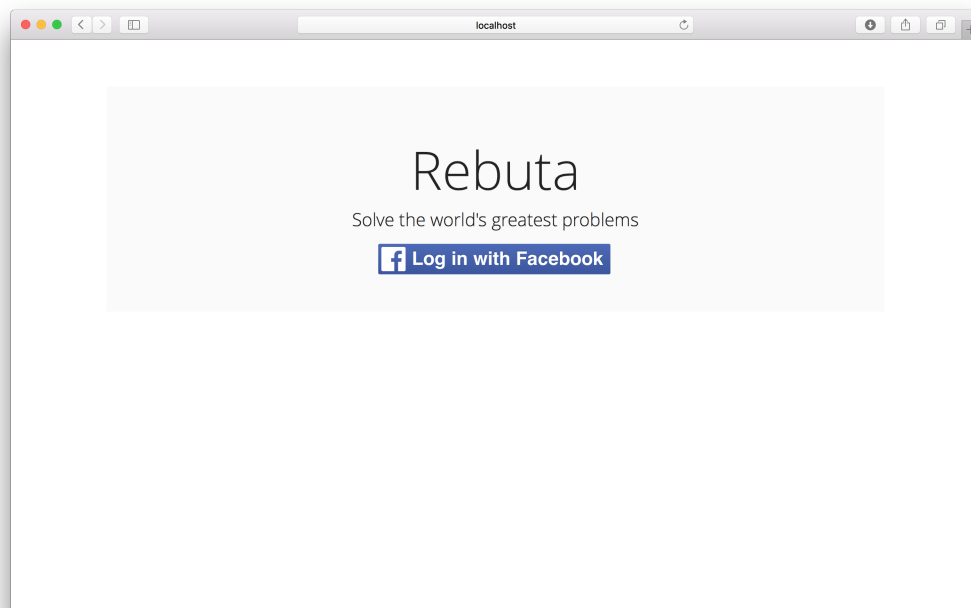 localhost
Rebuta
Solve the world's greatest problems
Log in with Facebook